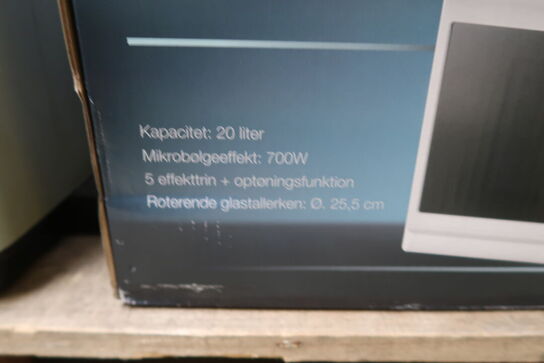 Kapacitet: 20 liter
Mikrobølgeeffekt: 700W
5 effekttrin + optøningsfunktion
Roterende glastallerken: Ø. 25,5 cm